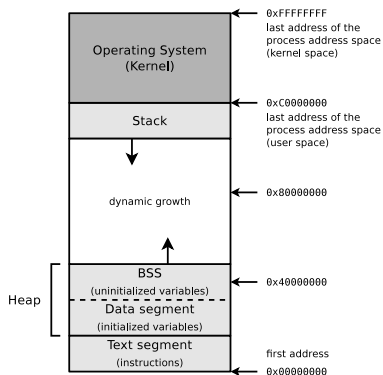 0xFFFFFFFF
last address of the
process address space
(kernel space)
Operating System
(Kernel)
0xC0000000
last address of the
process address space
(user space)
Stack
dynamic growth
0x80000000
BSS
(uninitialized variables)
0x40000000
Heap
Data segment
(initialized variables)
Text segment
(instructions)
first address
0x00000000